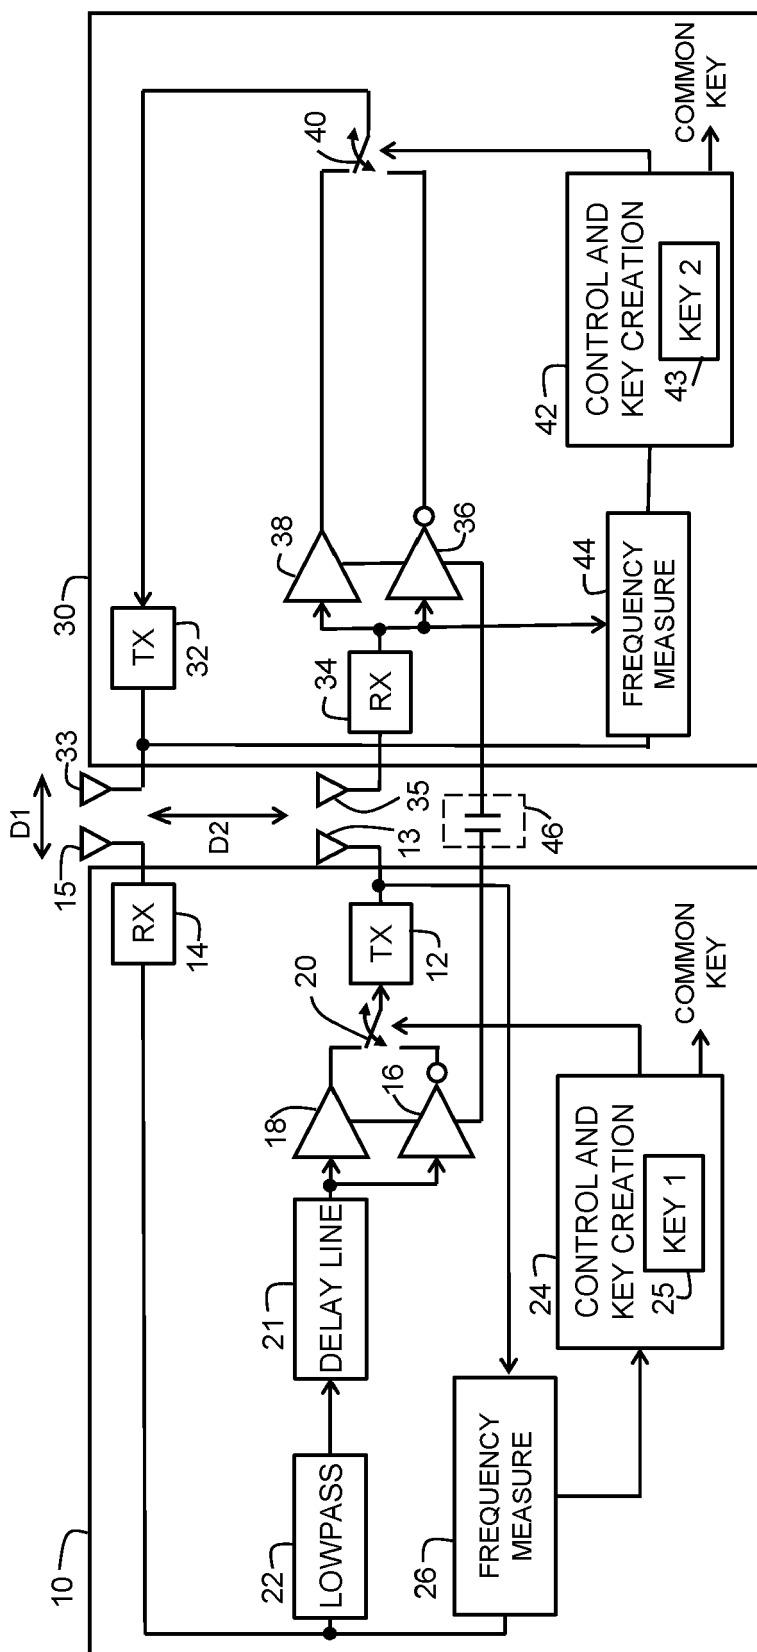 10
22
LOWPASS
21
DELAY LINE
18
16
20
TX
12
RX
14
15
D1
33
D2
13
35
46
26
FREQUENCY
MEASURE
24
CONTROL AND
KEY CREATION
25
KEY 1
COMMON
KEY
30
TX
32
34
RX
38
36
40
44
FREQUENCY
MEASURE
42
CONTROL AND
KEY CREATION
43
KEY 2
COMMON
KEY